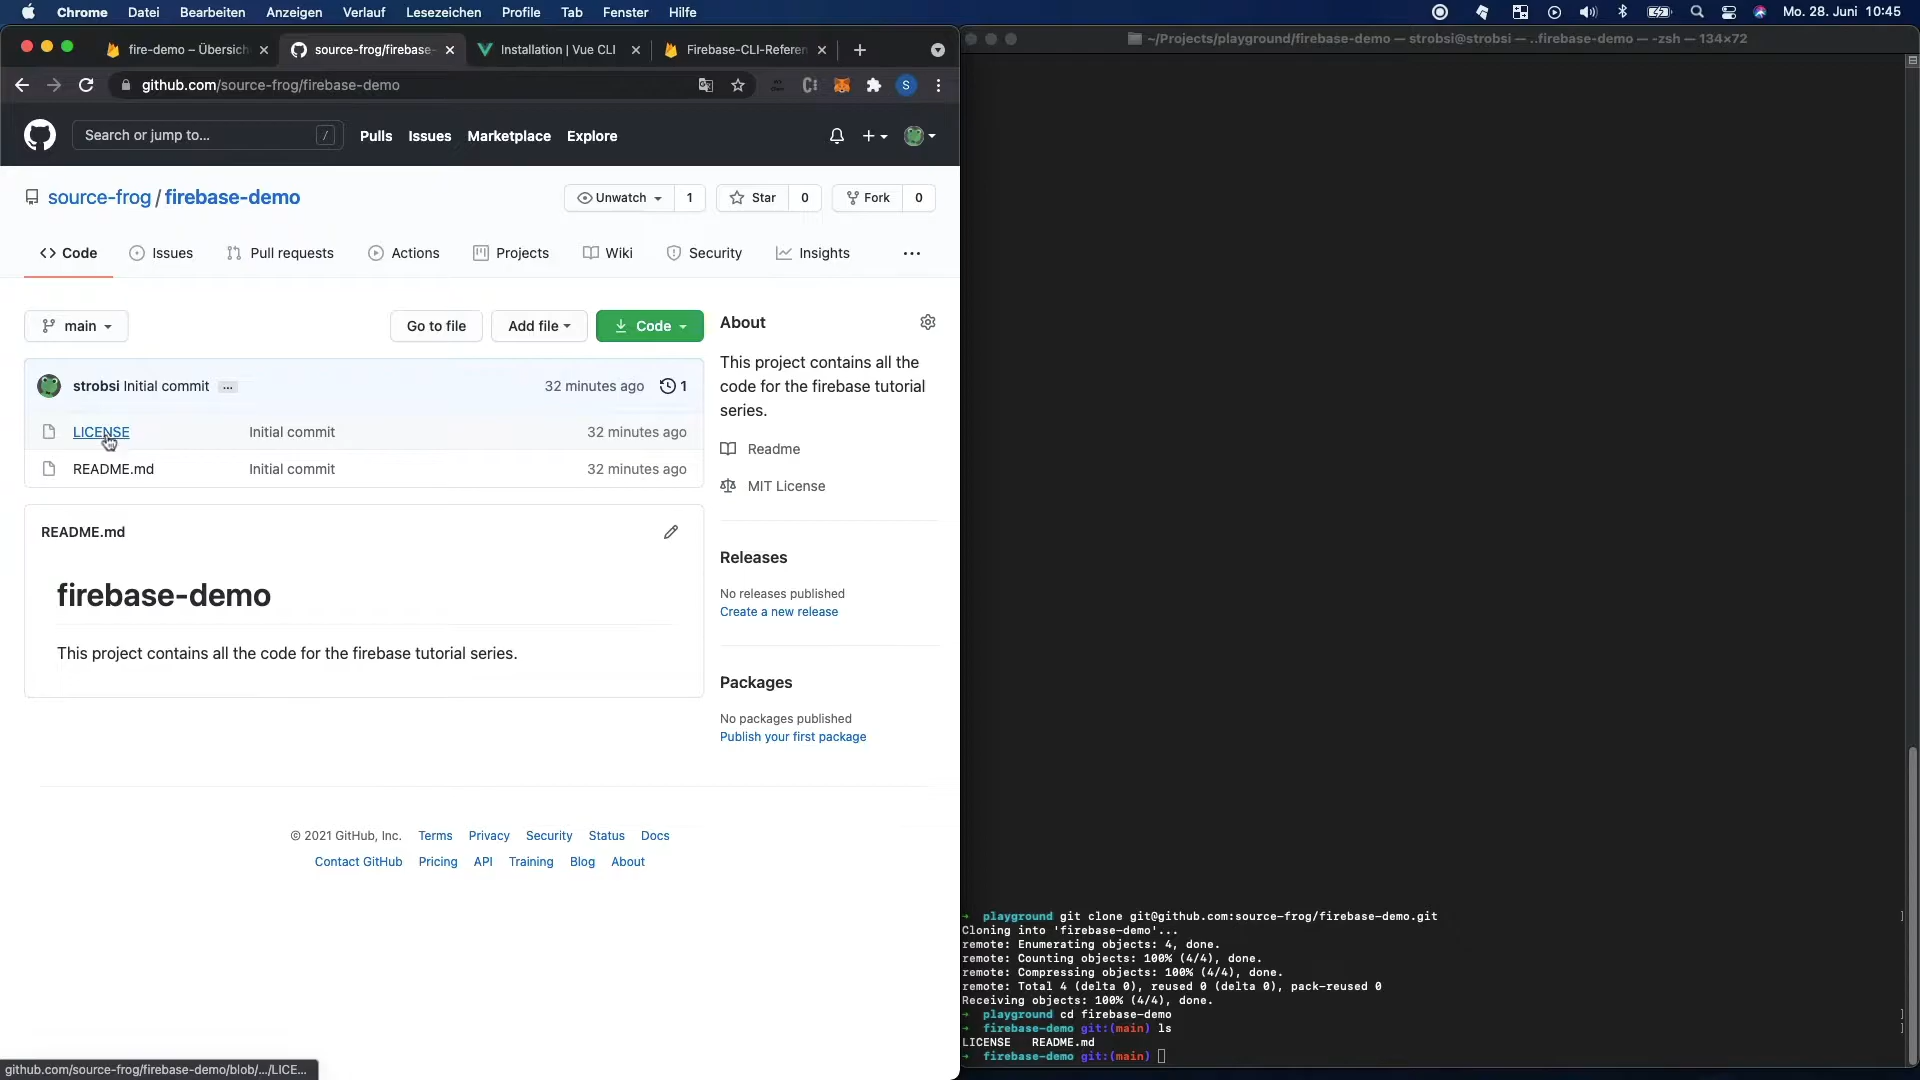 Chrome Datei Bearbeiten Anzeigen Verlauf Lesezeichen Profile Tab Fenster Hilfe
Mo. 28. Juni 10:45
fire-demo – Übersich
source-frog/firebase-
Installation | Vue CLI
Firebase-CLI-Referen
~/Projects/playground/firebase-demo — strobsi@strobsi — ..firebase-demo — -zsh — 134×72
github.com/source-frog/firebase-demo
S
Search or jump to... /
Pulls Issues Marketplace Explore
source-frog / firebase-demo
Unwatch 1
Star 0
Fork 0
Code Issues Pull requests Actions Projects Wiki Security Insights
main
Go to file
Add file
Code
strobsi Initial commit ... 32 minutes ago 1
LICENSE Initial commit 32 minutes ago
README.md Initial commit 32 minutes ago
README.md
firebase-demo
This project contains all the code for the firebase tutorial series.
About
This project contains all the
code for the firebase tutorial
series.
Readme
MIT License
Releases
No releases published
Create a new release
Packages
No packages published
Publish your first package
© 2021 GitHub, Inc. Terms Privacy Security Status Docs
Contact GitHub Pricing API Training Blog About
github.com/source-frog/firebase-demo/blob/.../LICE...
playground git clone git@github.com:source-frog/firebase-demo.git
Cloning into 'firebase-demo'...
remote: Enumerating objects: 4, done.
remote: Counting objects: 100% (4/4), done.
remote: Compressing objects: 100% (4/4), done.
remote: Total 4 (delta 0), reused 0 (delta 0), pack-reused 0
Receiving objects: 100% (4/4), done.
playground cd firebase-demo
firebase-demo git:(main) ls
LICENSE README.md
firebase-demo git:(main)